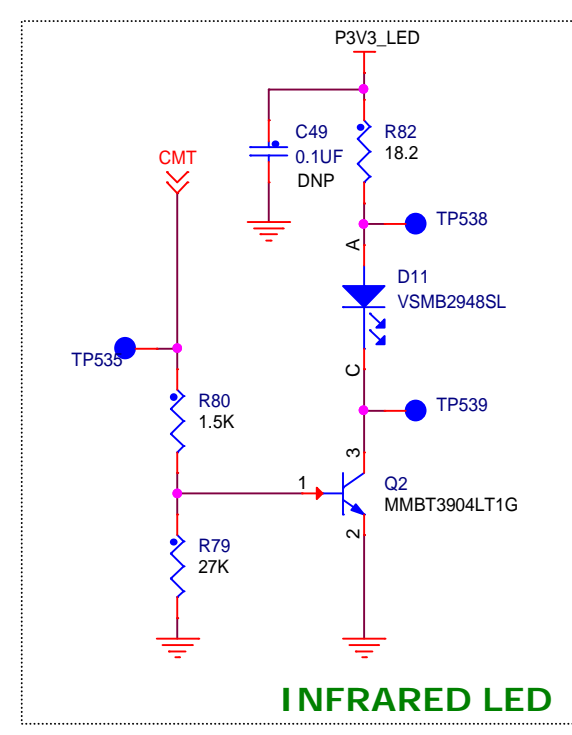 P3V3_LED
C49
0.1UF
DNP
R82
18.2
CMT
TP538
A
D11
VSMB2948SL
TP535
C
TP539
R80
1.5K
3
1
Q2
MMBT3904LT1G
2
R79
27K
INFRARED LED